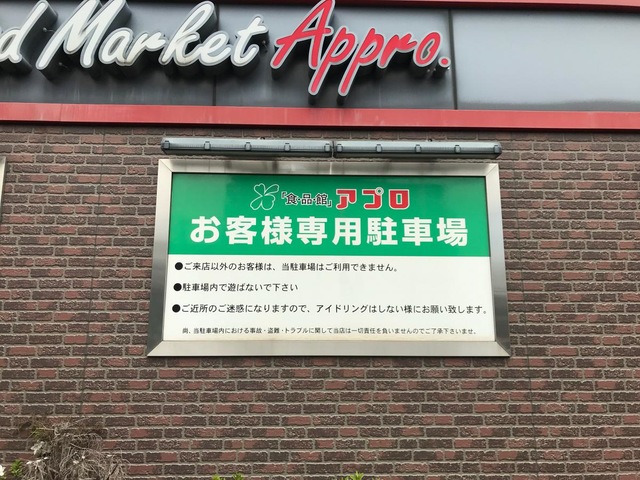 d Market Appro.
「食・品・館」アプロ
お客様専用駐車場
●ご来店以外のお客様は、当駐車場はご利用できません。
●駐車場内で遊ばないで下さい
●ご近所のご迷惑になりますので、アイドリングはしない様にお願い致します。
尚、当駐車場内における事故・盗難・トラブルに関して当店は一切責任を負いませんのでご了承下さいませ。